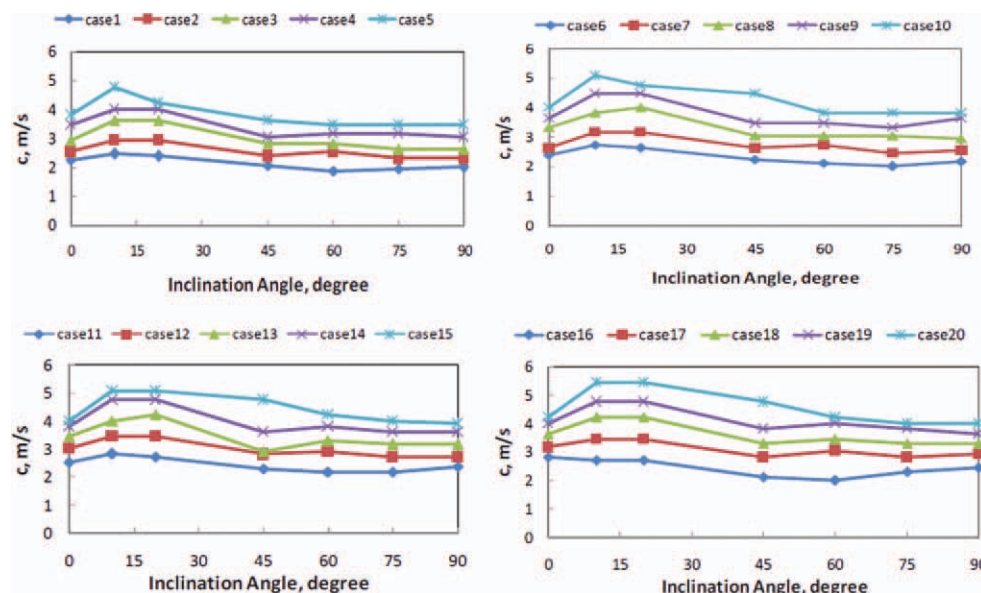 case1 case2 case3 case4 case5
6
5
4
3
2
1
0
c, m/s
0 15 30 45 60 75 90
Inclination Angle, degree
case6 case7 case8 case9 case10
6
5
4
3
2
1
0
c, m/s
0 15 30 45 60 75 90
Inclination Angle, degree
case11 case12 case13 case14 case15
6
5
4
3
2
1
0
c, m/s
0 15 30 45 60 75 90
Inclination Angle, degree
case16 case17 case18 case19 case20
6
5
4
3
2
1
0
c, m/s
0 15 30 45 60 75 90
Inclination Angle, degree